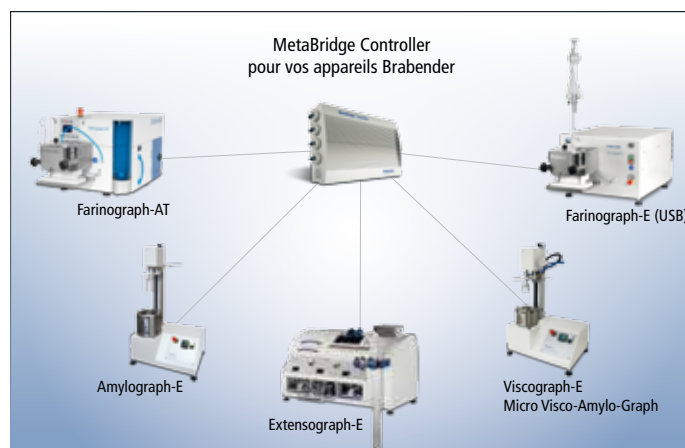 MetaBridge Controller
pour vos appareils Brabender
Farinograph-AT
Farinograph-E (USB)
Amylograph-E
Extensograph-E
Viscograph-E
Micro Visco-Amylo-Graph